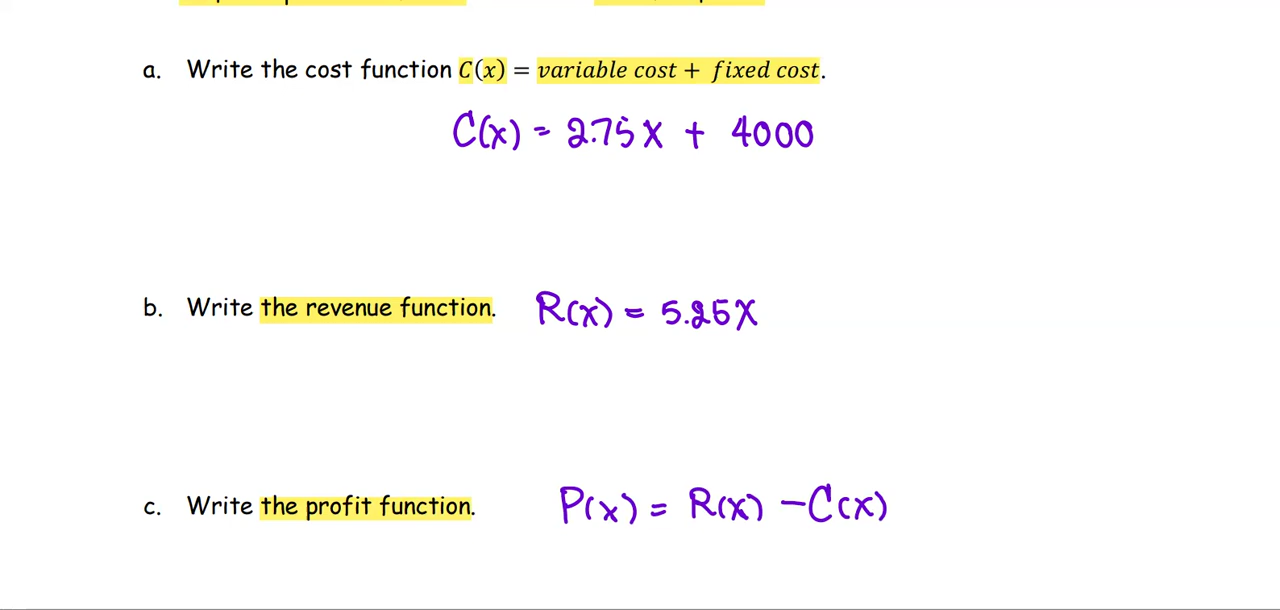 a. Write the cost function C(x) = variable cost + fixed cost.
C(x) = 2.75x + 4000
b. Write the revenue function. R(x) = 5.25x
c. Write the profit function. P(x) = R(x) - C(x)